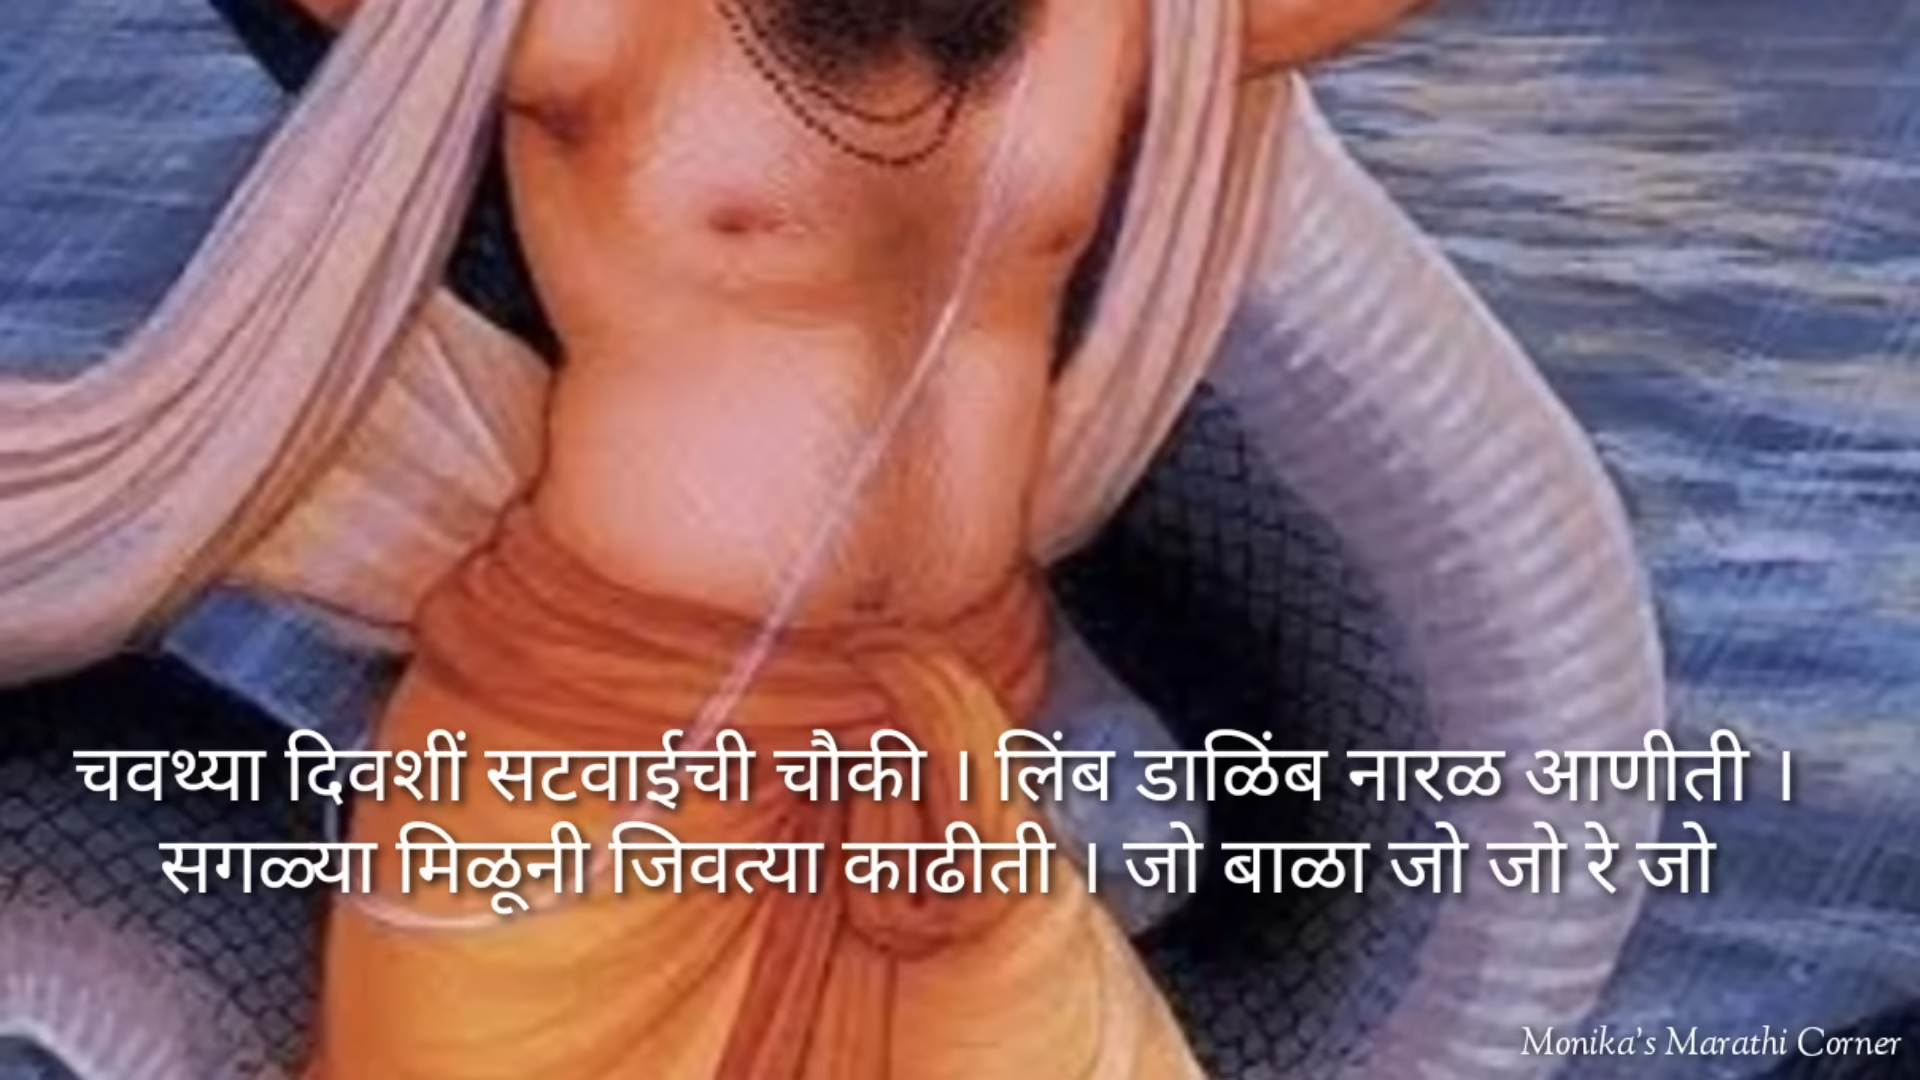 चवथ्या दिवशीं सटवाईची चौकी । लिंब डाळिंब नारळ आणीती ।
सगळ्या मिळूनी जिवत्या काढीती । जो बाळा जो जो रे जो
Monika's Marathi Corner